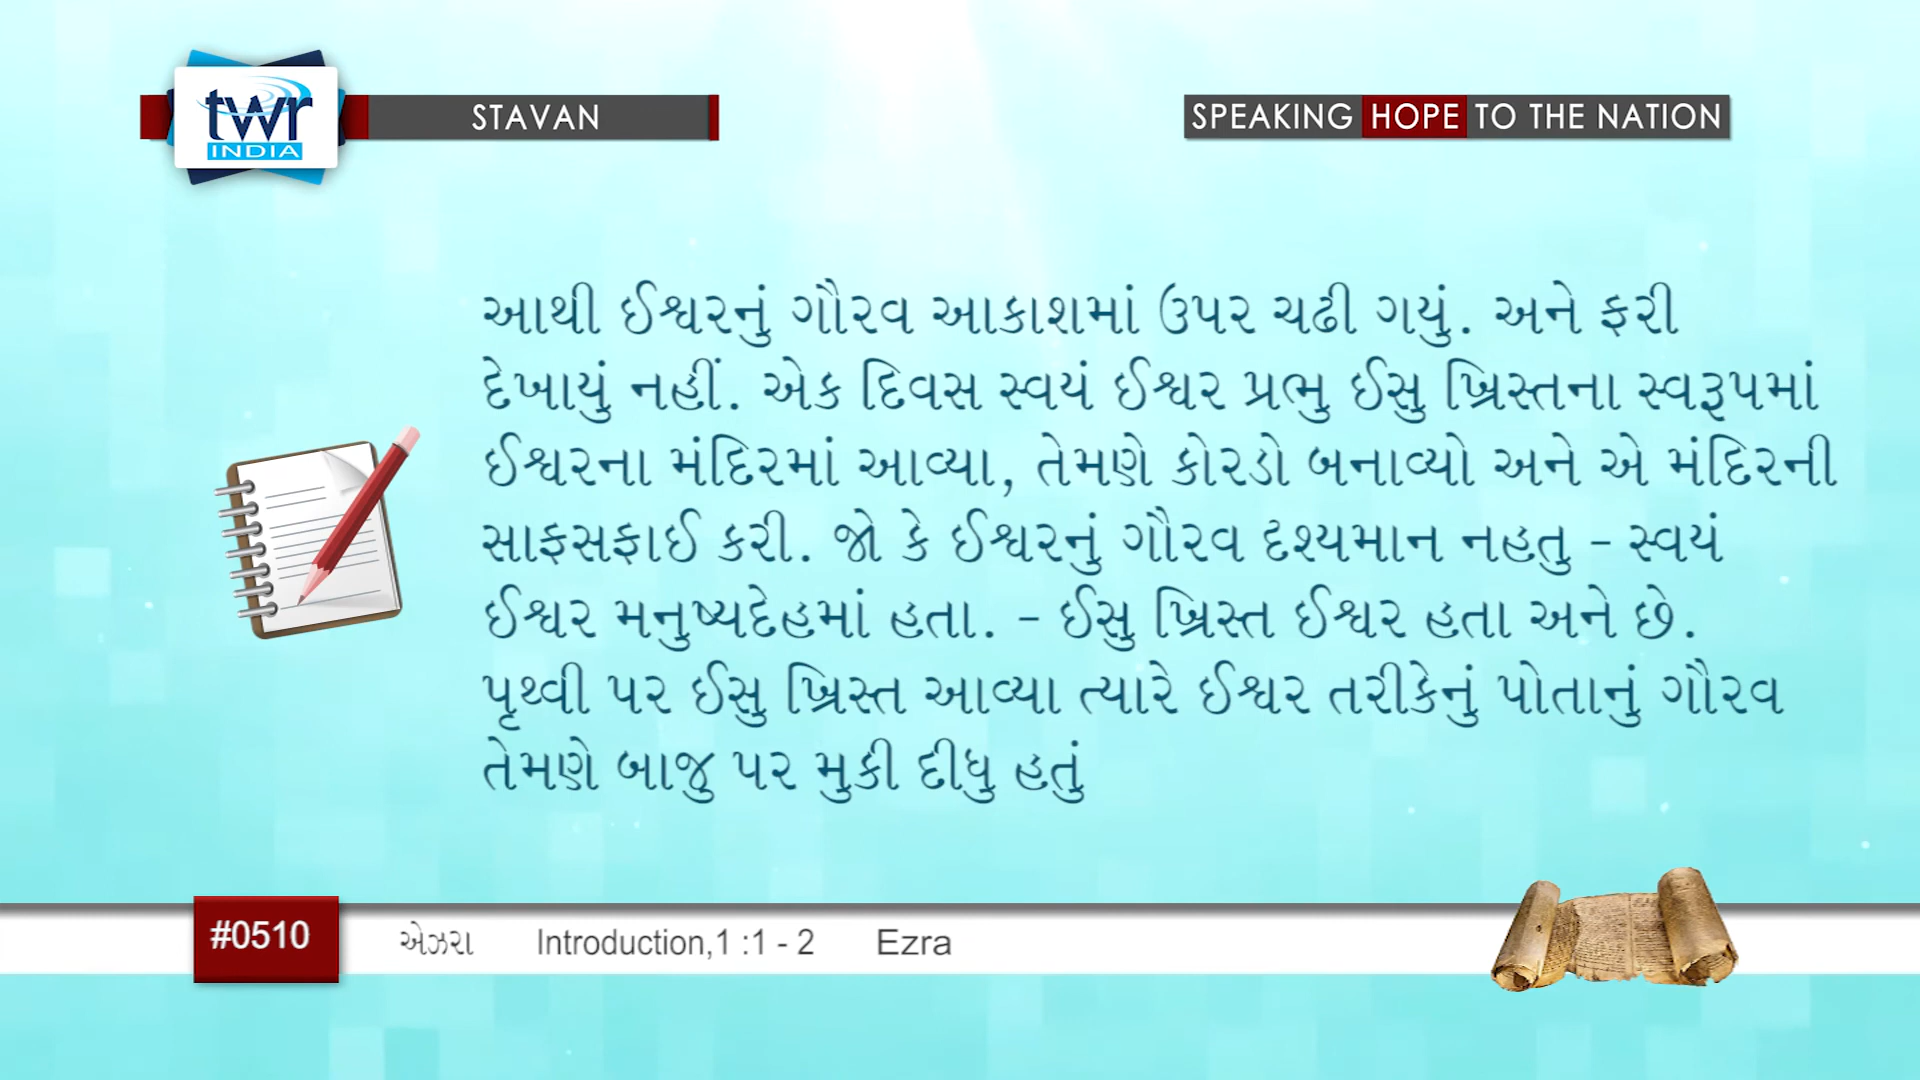 twr
INDIA
STAVAN
SPEAKING HOPE TO THE NATION
આથી ઈશ્વરનું ગૌરવ આકાશમાં ઉપર ચઢી ગયું. અને ફરી
દેખાયું નહીં. એક દિવસ સ્વયં ઈશ્વર પ્રભુ ઈસુ ખ્રિસ્તના સ્વરૂપમાં
ઈશ્વરના મંદિરમાં આવ્યા, તેમણે કોરડો બનાવ્યો અને એ મંદિરની
સાફસફાઈ કરી. જો કે ઈશ્વરનું ગૌરવ દૃશ્યમાન નહતુ - સ્વયં
ઈશ્વર મનુષ્યદેહમાં હતા. - ઈસુ ખ્રિસ્ત ઈશ્વર હતા અને છે.
પૃથ્વી પર ઈસુ ખ્રિસ્ત આવ્યા ત્યારે ઈશ્વર તરીકેનું પોતાનું ગૌરવ
તેમણે બાજુ પર મુકી દીધુ હતું
#0510 એઝરા Introduction,1 :1 - 2 Ezra